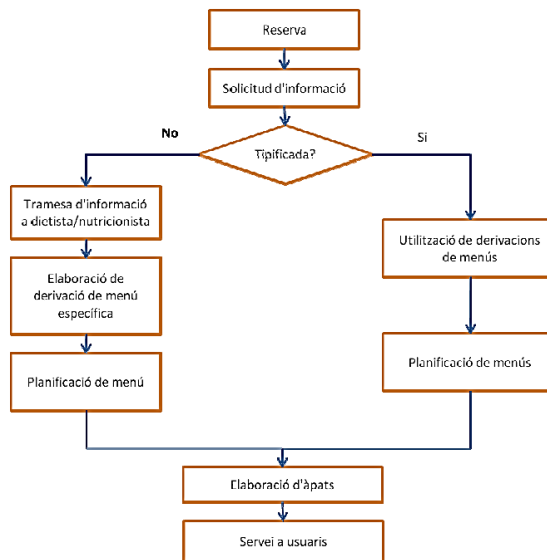 Reserva
Solicitud d'informació
No
Si
Tipificada?
Tramesa d'informació
a dietista/nutricionista
Utilització de derivacions
de menús
Elaboració de
derivació de menú
específica
Planificació de menú
Planificació de menús
Elaboració d'àpats
Servei a usuaris